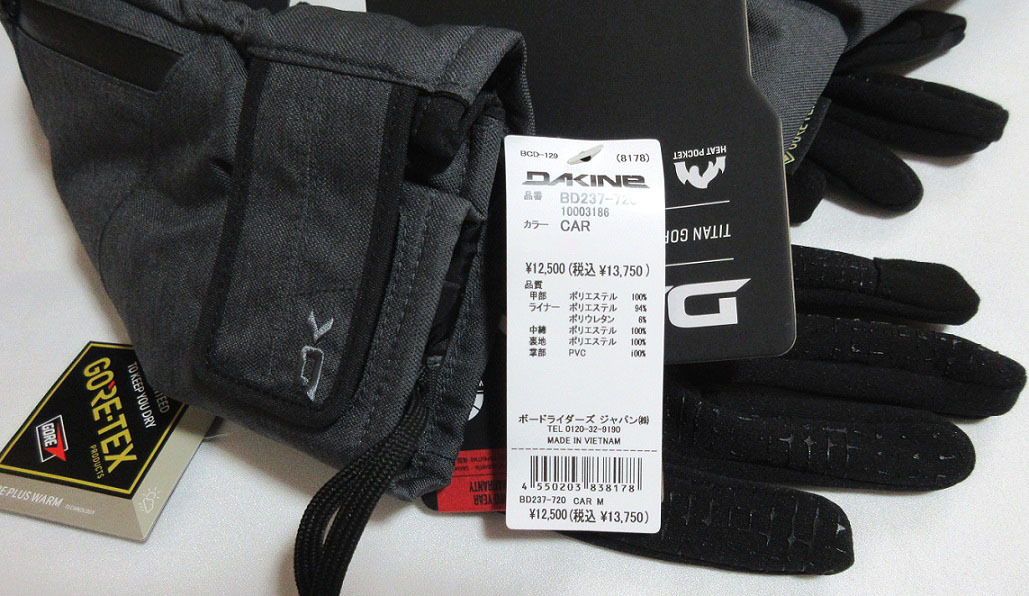 BCD-129 (8178)
DAKINE
品番 BD237-720
10003186
カラー CAR
¥12,500(税込 ¥13,750)
品質
甲部 ポリエステル 100%
ライナー ポリエステル 94%
ポリウレタン 6%
中綿 ポリエステル 100%
裏地 ポリエステル 100%
掌部 PVC 100%
ボードライダーズ ジャパン㈱
TEL 0120-32-9190
MADE IN VIETNAM
4 550203 838178
BD237-720 CAR M
¥12,500(税込 ¥13,750)
HEAT POCKET
TITAN GOR
TO KEEP YOU DRY
GORE-TEX
PRODUCTS
GORE
PLUS WARM
TECHNOLOGY
YEAR
WARRANTY